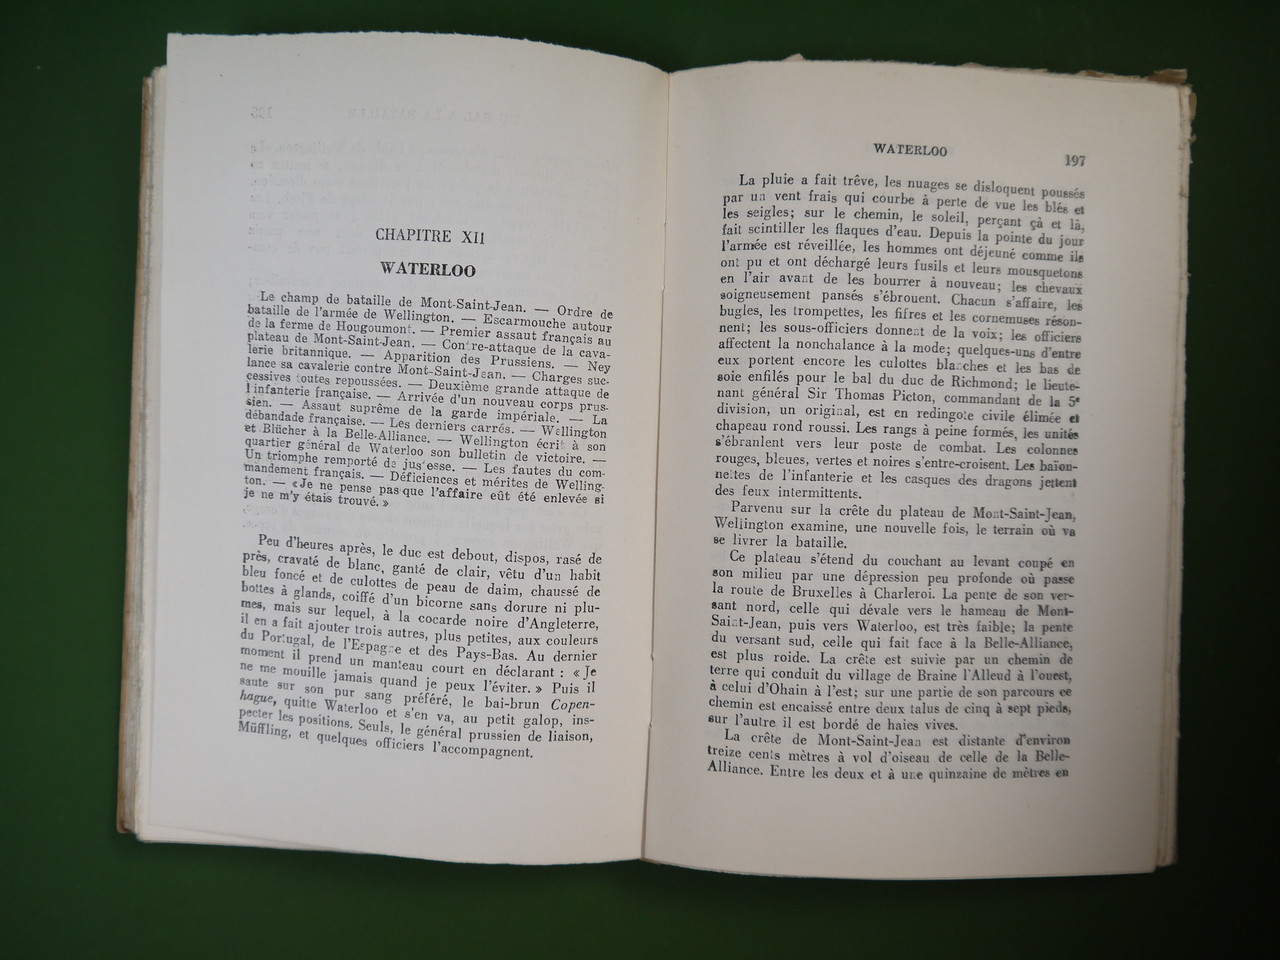 CHAPITRE XII
WATERLOO
Le champ de bataille de Mont-Saint-Jean. — Ordre de
bataille de l'armée de Wellington. — Escarmouche autour
de la ferme de Hougoumont. — Premier assaut français au
plateau de Mont-Saint-Jean. — Contre-attaque de la cava-
lerie britannique. — Apparition des Prussiens. — Ney
lance sa cavalerie contre Mont-Saint-Jean. — Charges suc-
cessives toutes repoussées. — Deuxième grande attaque de
l'infanterie française. — Arrivée d'un nouveau corps prus-
sien. — Assaut suprême de la garde impériale. — La
débandade française. — Les derniers carrés. — Wellington
et Blücher à la Belle-Alliance. — Wellington écrit à son
quartier général de Waterloo son bulletin de victoire. —
Un triomphe remporté de justesse. — Les fautes du com-
mandement français. — Déficiences et mérites de Welling-
ton. — « Je ne pense pas que l'affaire eût été enlevée si
je ne m'y étais trouvé. »
Peu d'heures après, le duc est debout, dispos, rasé de
près, cravaté de blanc, ganté de clair, vêtu d'un habit
bleu foncé et de culottes de peau de daim, chaussé de
bottes à glands, coiffé d'un bicorne sans dorure ni plu-
mes, mais sur lequel, à la cocarde noire d'Angleterre,
il en a fait ajouter trois autres, plus petites, aux couleurs
du Portugal, de l'Espagne et des Pays-Bas. Au dernier
moment il prend un manteau court en déclarant : « Je
ne me mouille jamais quand je peux l'éviter. » Puis il
saute sur son pur sang préféré, le bai-brun Copen-
hague, quitte Waterloo et s'en va, au petit galop, ins-
pecter les positions. Seuls, le général prussien de liaison,
Müffling, et quelques officiers l'accompagnent.
WATERLOO 197
La pluie a fait trêve, les nuages se disloquent poussés
par un vent frais qui courbe à perte de vue les blés et
les seigles; sur le chemin, le soleil, perçant çà et là,
fait scintiller les flaques d'eau. Depuis la pointe du jour
l'armée est réveillée, les hommes ont déjeuné comme ils
ont pu et ont déchargé leurs fusils et leurs mousquetons
en l'air avant de les bourrer à nouveau; les chevaux
soigneusement pansés s'ébrouent. Chacun s'affaire, les
bugles, les trompettes, les fifres et les cornemuses réson-
nent; les sous-officiers donnent de la voix; les officiers
affectent la nonchalance à la mode; quelques-uns d'entre
eux portent encore les culottes blanches et les bas de
soie enfilés pour le bal du duc de Richmond; le lieute-
nant général Sir Thomas Picton, commandant de la 5e
division, un original, est en redingote civile élimée et
chapeau rond roussi. Les rangs à peine formés, les unités
s'ébranlent vers leur poste de combat. Les colonnes
rouges, bleues, vertes et noires s'entre-croisent. Les baïon-
nettes de l'infanterie et les casques des dragons jettent
des feux intermittents.
Parvenu sur la crête du plateau de Mont-Saint-Jean,
Wellington examine, une nouvelle fois, le terrain où va
se livrer la bataille.
Ce plateau s'étend du couchant au levant coupé en
son milieu par une dépression peu profonde où passe
la route de Bruxelles à Charleroi. La pente de son ver-
sant nord, celle qui dévale vers le hameau de Mont-
Saint-Jean, puis vers Waterloo, est très faible; la pente
du versant sud, celle qui fait face à la Belle-Alliance,
est plus roide. La crête est suivie par un chemin de
terre qui conduit du village de Braine l'Alleud à l'ouest,
à celui d'Ohain à l'est; sur une partie de son parcours ce
chemin est encaissé entre deux talus de cinq à sept pieds,
sur l'autre il est bordé de haies vives.
La crête de Mont-Saint-Jean est distante d'environ
treize cents mètres à vol d'oiseau de celle de la Belle-
Alliance. Entre les deux et à une quinzaine de mètres en